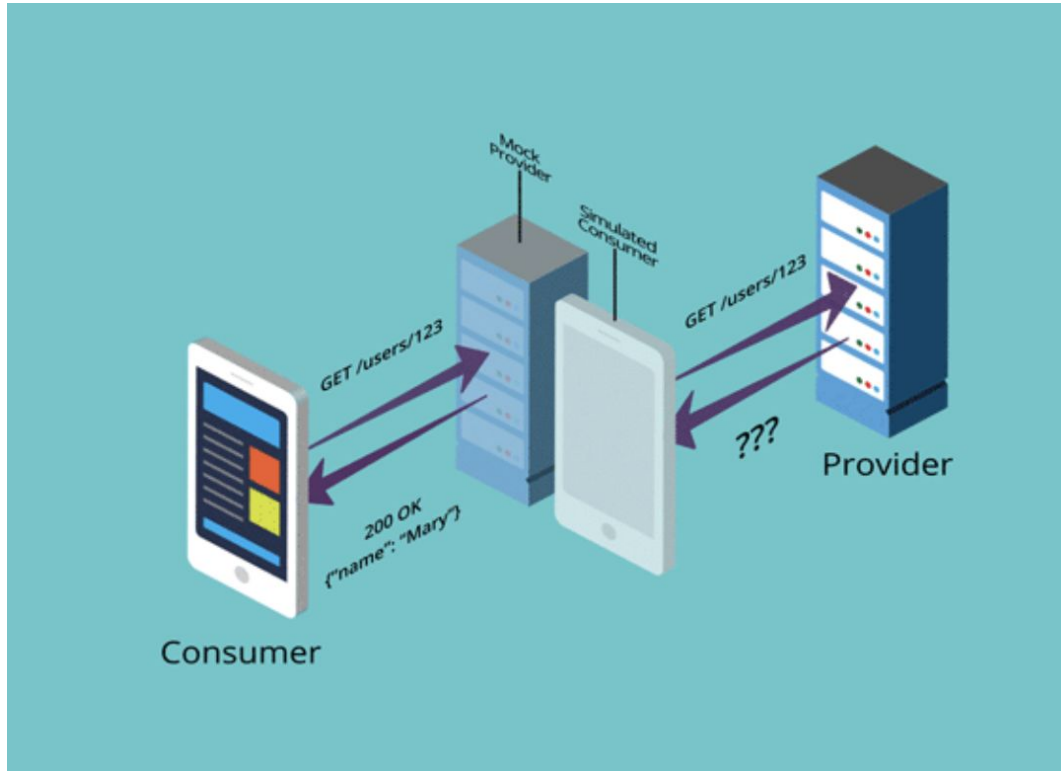 Mock
Provider
Simulated
Consumer
GET /users/123
GET /users/123
200 OK
{"name": "Mary"}
???
Provider
Consumer